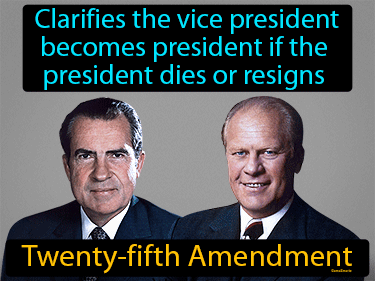 Clarifies the vice president
becomes president if the
president dies or resigns
Twenty-fifth Amendment